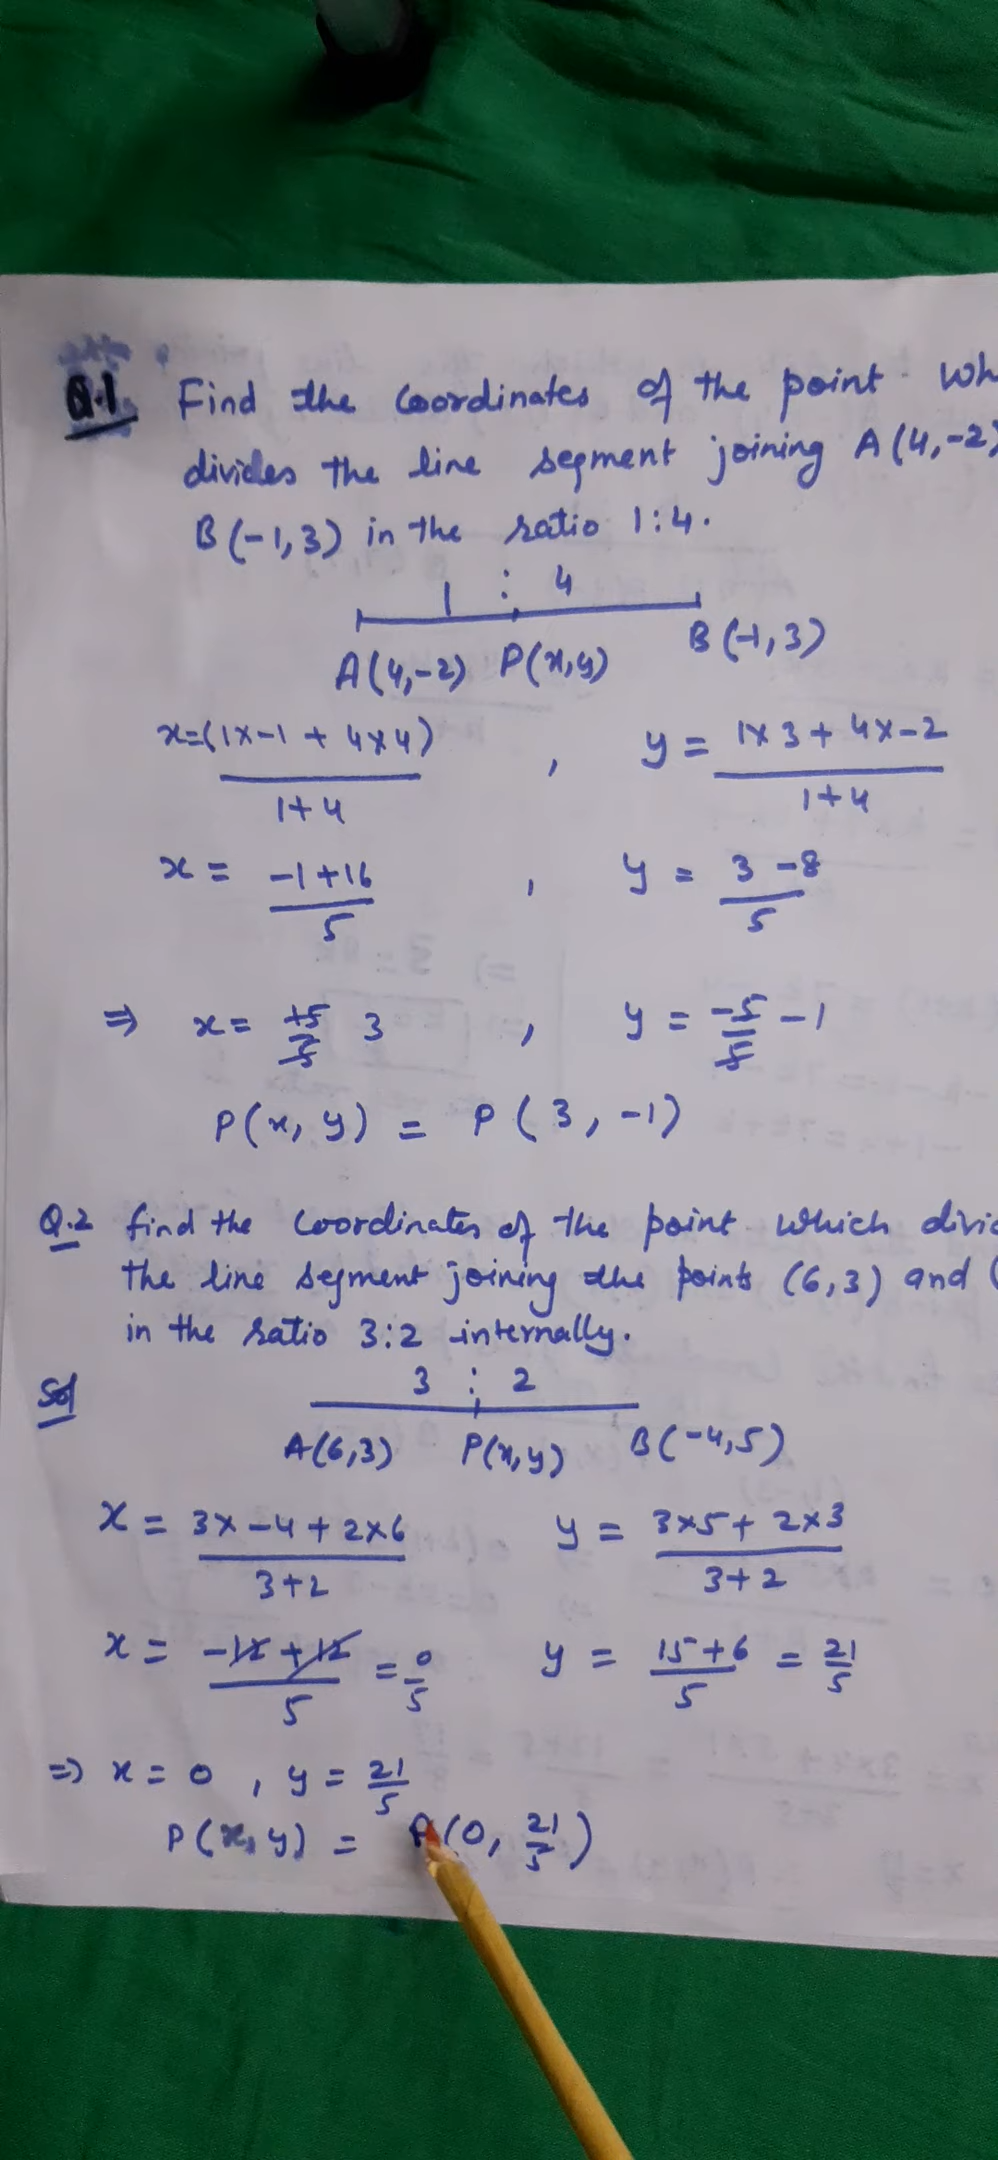 Q.1 Find the Coordinates of the point Wh
divides the line segment joining A(4,-2)
B(-1,3) in the ratio 1:4.
1 : 4
A(4,-2) P(x,y) B(-1,3)
x=(1x-1 + 4x4)/1+4 , y = 1x3+4x-2/1+4
x = -1+16/5 , y = 3-8/5
⇒ x = 15/5 3 , y = -5/5 -1
P(x, y) = P(3, -1)
Q.2 find the Coordinates of the point which divid
the line segment joining the points (6,3) and (
in the ratio 3:2 internally.
Sol
3 : 2
A(6,3) P(x,y) B(-4,5)
x = 3x-4+2x6/3+2 y = 3x5+2x3/3+2
x = -12+12/5 = 0/5 y = 15+6/5 = 21/5
⇒ x = 0 , y = 21/5
P(x, y) = P(0, 21/5)